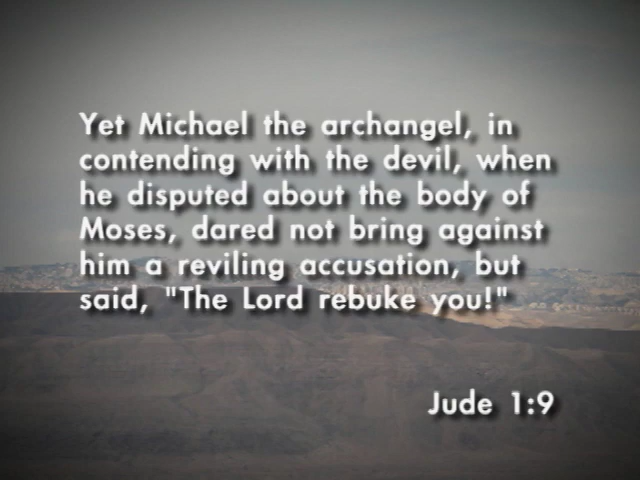 Yet Michael the archangel, in
contending with the devil, when
he disputed about the body of
Moses, dared not bring against
him a reviling accusation, but
said, "The Lord rebuke you!"
Jude 1:9